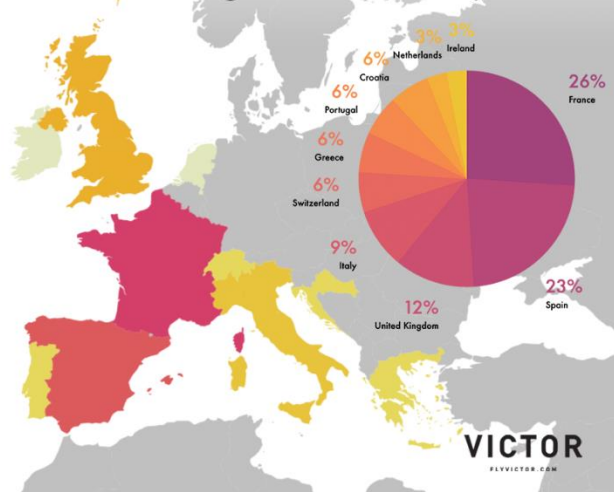 3%
Ireland
3%
Netherlands
6%
Croatia
6%
Portugal
6%
Greece
6%
Switzerland
9%
Italy
12%
United Kingdom
23%
Spain
26%
France
VICTOR
FLYVICTOR.COM